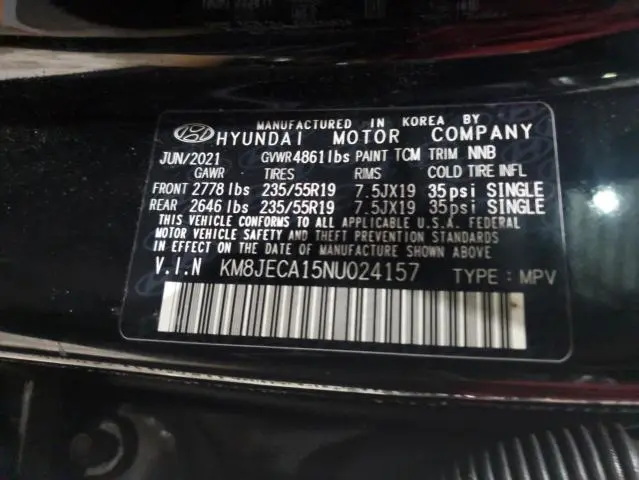 MANUFACTURED IN KOREA BY
HYUNDAI MOTOR COMPANY
JUN/2021 GVWR 4861 lbs PAINT TCM TRIM NNB
GAWR TIRES RIMS COLD TIRE INFL
FRONT 2778 lbs 235/55R19 7.5JX19 35psi SINGLE
REAR 2646 lbs 235/55R19 7.5JX19 35psi SINGLE
THIS VEHICLE CONFORMS TO ALL APPLICABLE U.S.A. FEDERAL
MOTOR VEHICLE SAFETY AND THEFT PREVENTION STANDARDS
IN EFFECT ON THE DATE OF MANUFACTURE SHOWN ABOVE.
V.I.N KM8JECA15NU024157 TYPE : MPV